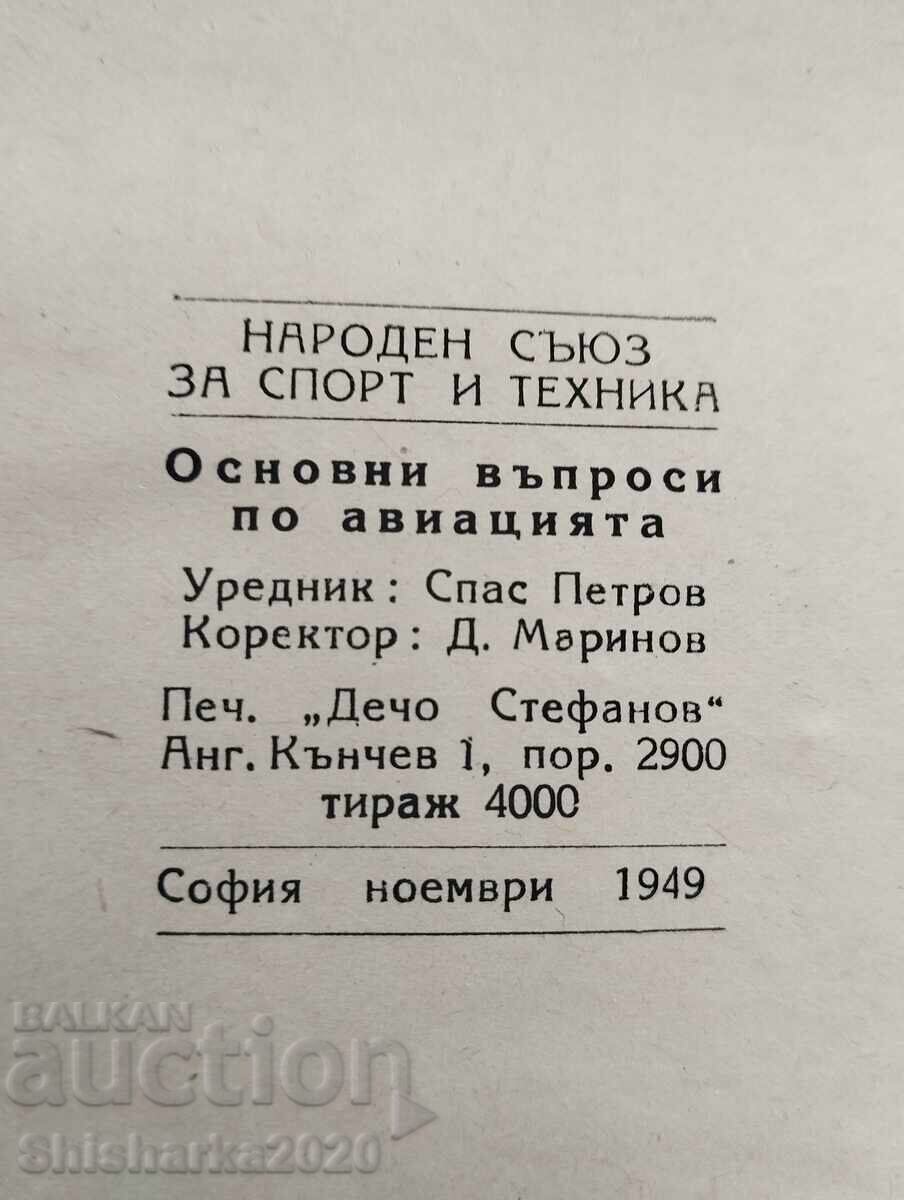 НАРОДЕН СЪЮЗ
ЗА СПОРТ И ТЕХНИКА
Основни въпроси
по авиацията
Уредник: Спас Петров
Коректор: Д. Маринов
Печ. „Дечо Стефанов“
Анг. Кънчев 1, пор. 2900
тираж 4000
София ноември 1949
BALKAN
auction
Shisharka2020